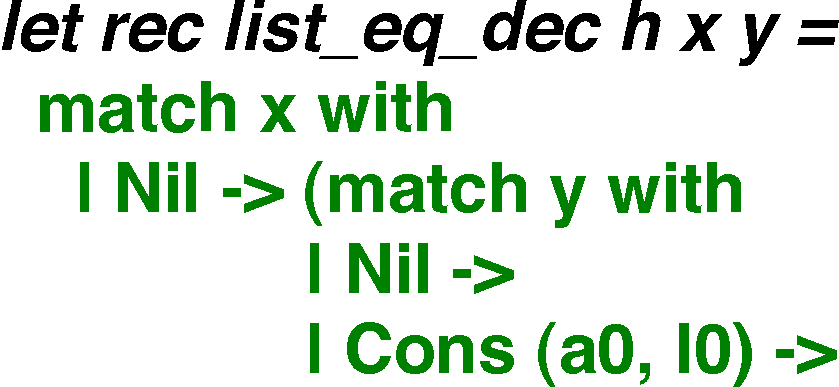 let rec list_eq_dec h x y =
match x with
| Nil -> (match y with
| Nil ->
| Cons (a0, l0) ->